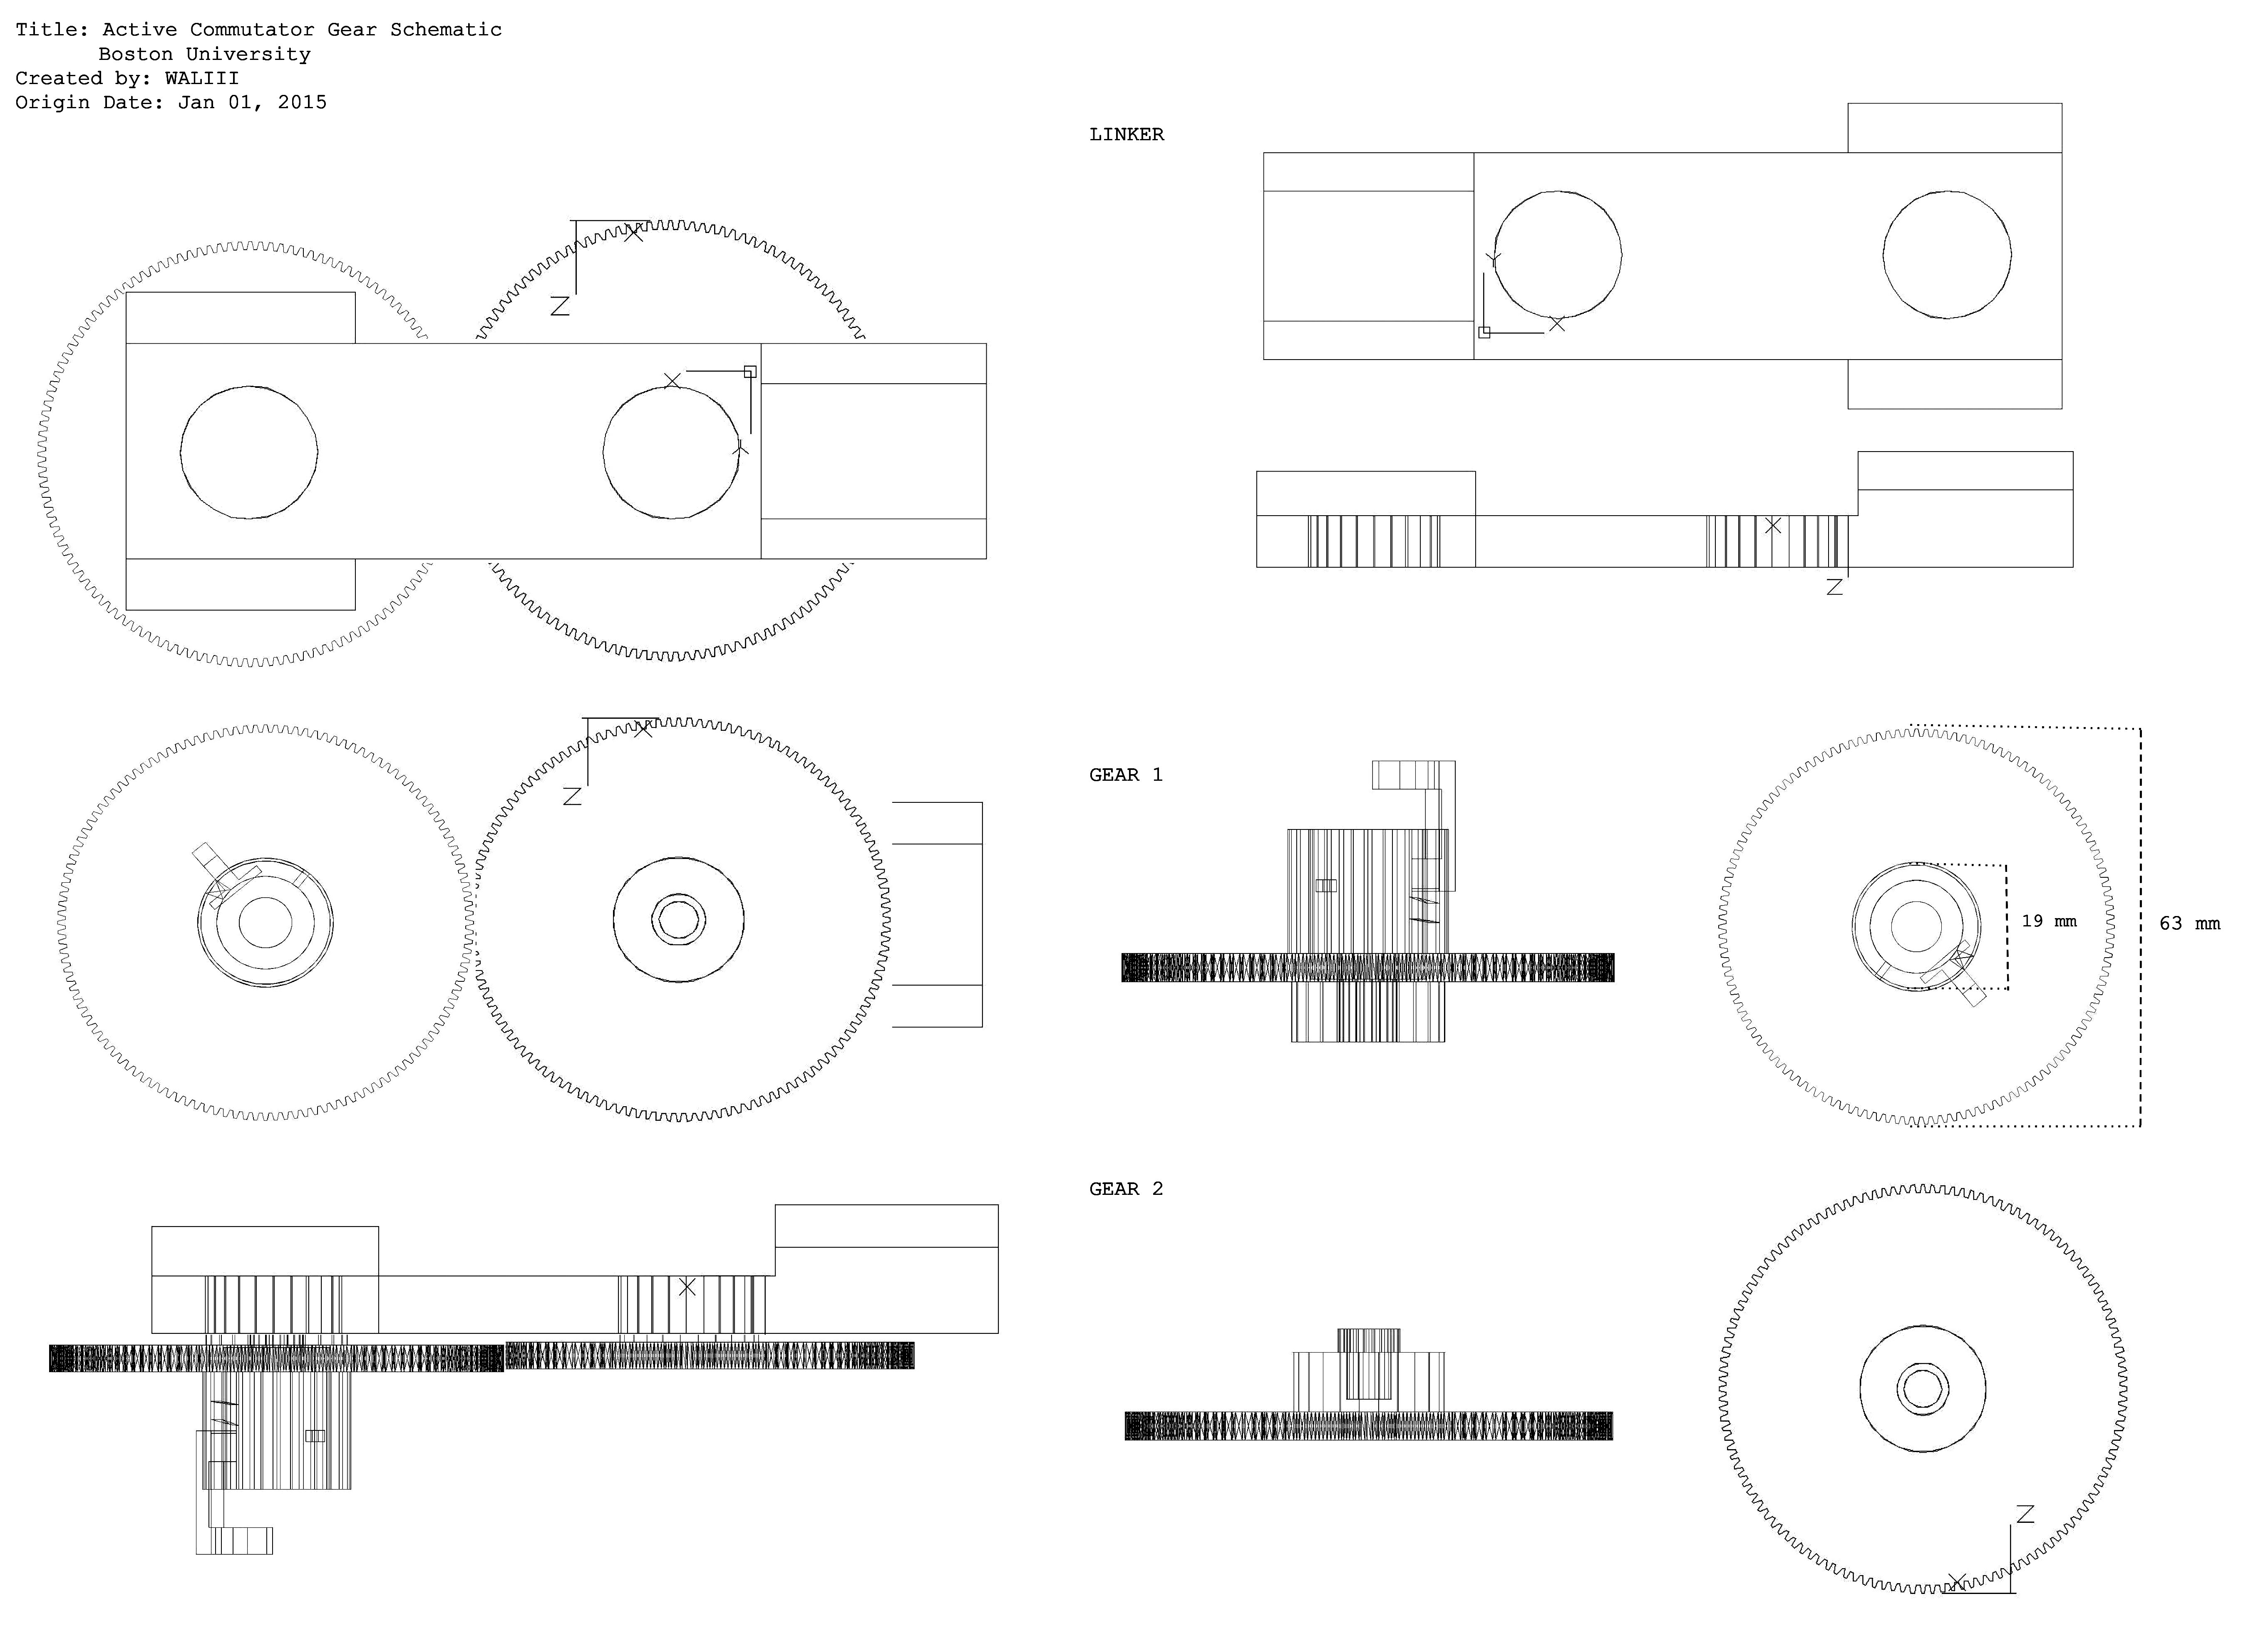 Title: Active Commutator Gear Schematic
Boston University
Created by: WALIII
Origin Date: Jan 01, 2015
LINKER
X
Z
X
Y
Y
X
X
Z
X
Z
GEAR 1
19 mm
63 mm
X
GEAR 2
Z
X